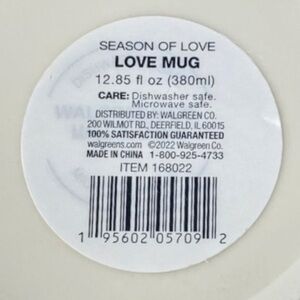 SEASON OF LOVE
LOVE MUG
12.85 fl oz (380ml)
CARE: Dishwasher safe.
Microwave safe.
DISTRIBUTED BY: WALGREEN CO.
200 WILMOT RD., DEERFIELD, IL 60015
100% SATISFACTION GUARANTEED
walgreens.com ©2022 Walgreen Co.
MADE IN CHINA 1-800-925-4733
ITEM 168022
1 95602 05709 2